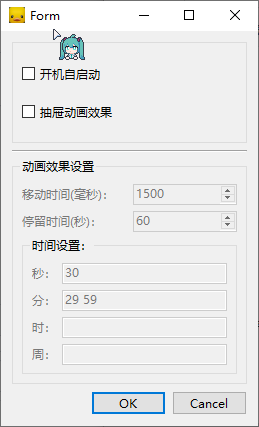 Form
开机自启动
抽屉动画效果
动画效果设置
移动时间(毫秒): 1500
停留时间(秒): 60
时间设置:
秒: 30
分: 29 59
时:
周:
OK Cancel